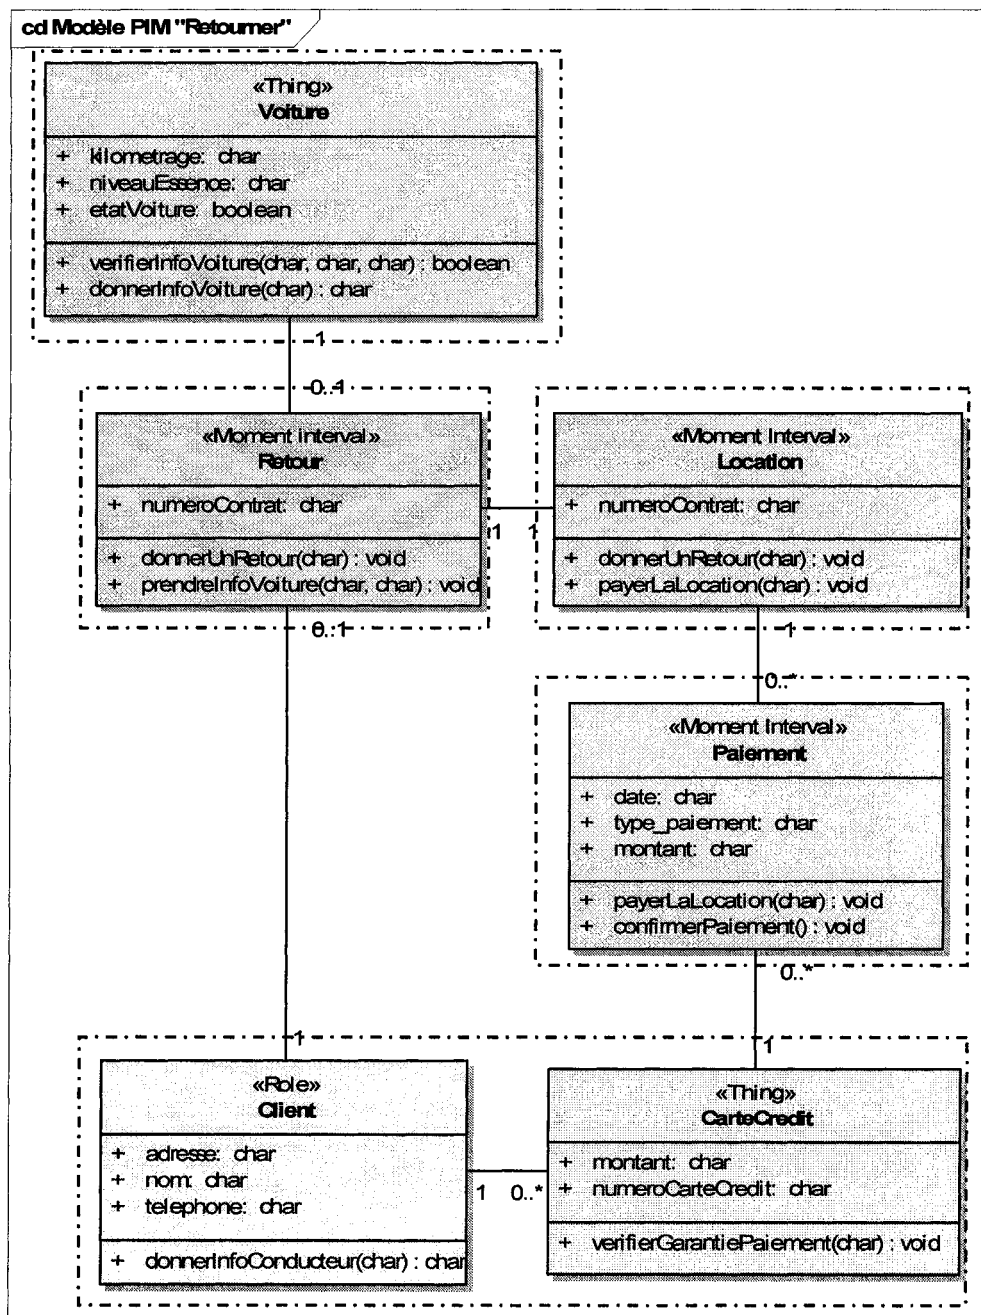 cd Modèle PIM "Retourner"
«Thing»
Voiture
+ kilometrage: char
+ niveauEssence: char
+ etatVoiture: boolean
+ verifierInfoVoiture(char, char, char) : boolean
+ donnerInfoVoiture(char) : char
1
0..1
«Moment Interval»
Retour
+ numeroContrat: char
+ donnerUnRetour(char) : void
+ prendreInfoVoiture(char, char) : void
1
1
0..1
«Moment Interval»
Location
+ numeroContrat: char
+ donnerUnRetour(char) : void
+ payerLaLocation(char) : void
1
0..*
«Moment Interval»
Paiement
+ date: char
+ type_paiement: char
+ montant: char
+ payerLaLocation(char) : void
+ confirmerPaiement() : void
0..*
1
1
«Role»
Client
+ adresse: char
+ nom: char
+ telephone: char
+ donnerInfoConducteur(char) : char
1 0..*
«Thing»
CarteCredit
+ montant: char
+ numeroCarteCredit: char
+ verifierGarantiePaiement(char) : void